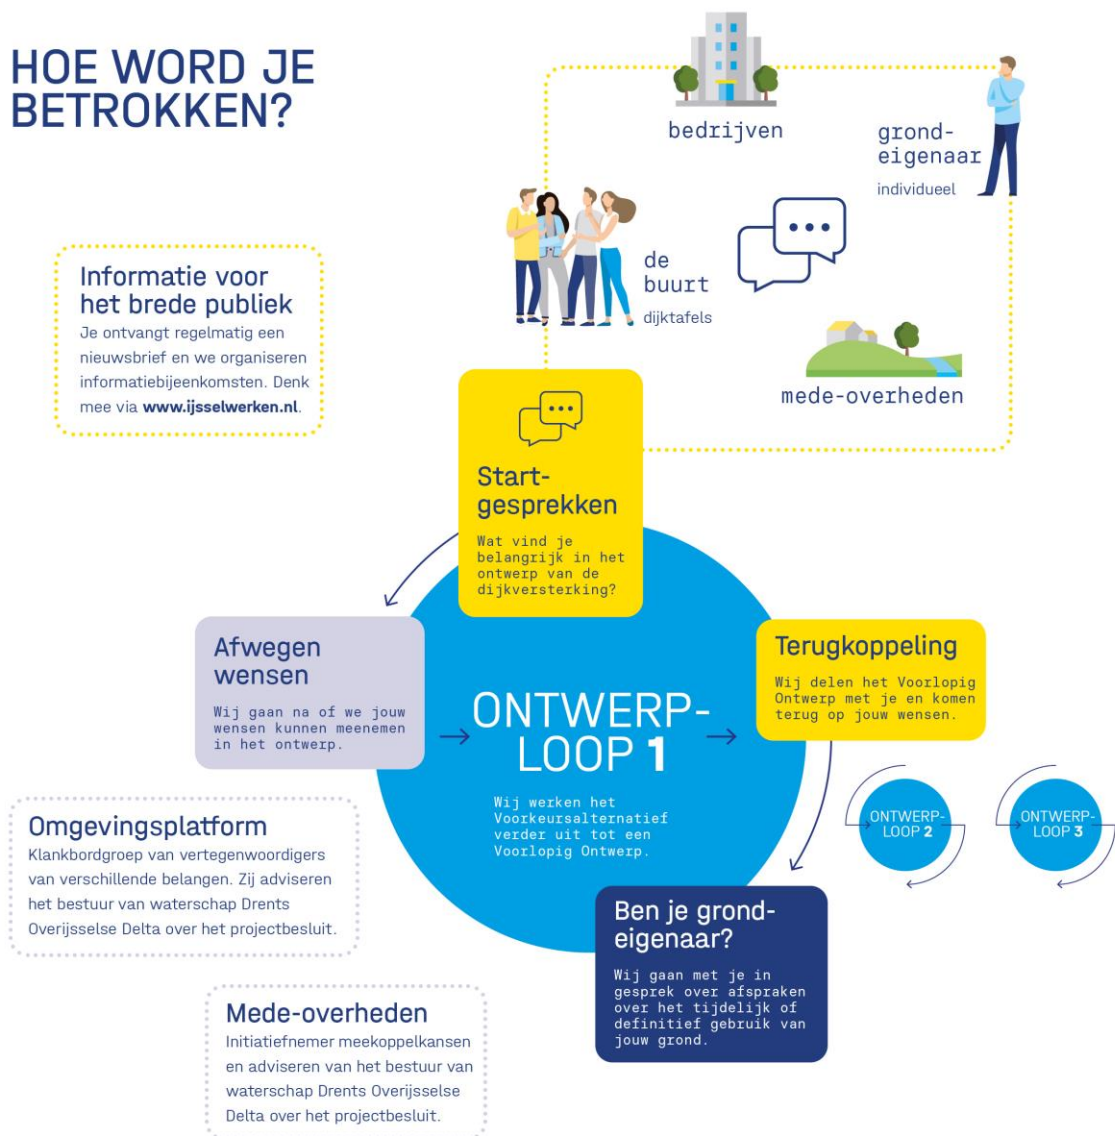 HOE WORD JE
BETROKKEN?
bedrijven
grond-
eigenaar
individueel
de
buurt
dijktafels
mede-overheden
Informatie voor
het brede publiek
Je ontvangt regelmatig een
nieuwsbrief en we organiseren
informatiebijeenkomsten. Denk
mee via www.ijsselwerken.nl.
Start-
gesprekken
Wat vind je
belangrijk in het
ontwerp van de
dijkversterking?
Afwegen
wensen
Wij gaan na of we jouw
wensen kunnen meenemen
in het ontwerp.
ONTWERP-
LOOP 1
Wij werken het
Voorkeursalternatief
verder uit tot een
Voorlopig Ontwerp.
Terugkoppeling
Wij delen het Voorlopig
Ontwerp met je en komen
terug op jouw wensen.
ONTWERP-
LOOP 2
ONTWERP-
LOOP 3
Omgevingsplatform
Klankbordgroep van vertegenwoordigers
van verschillende belangen. Zij adviseren
het bestuur van waterschap Drents
Overijsselse Delta over het projectbesluit.
Ben je grond-
eigenaar?
Wij gaan met je in
gesprek over afspraken
over het tijdelijk of
definitief gebruik van
jouw grond.
Mede-overheden
Initiatiefnemer meekoppelkansen
en adviseren van het bestuur van
waterschap Drents Overijsselse
Delta over het projectbesluit.